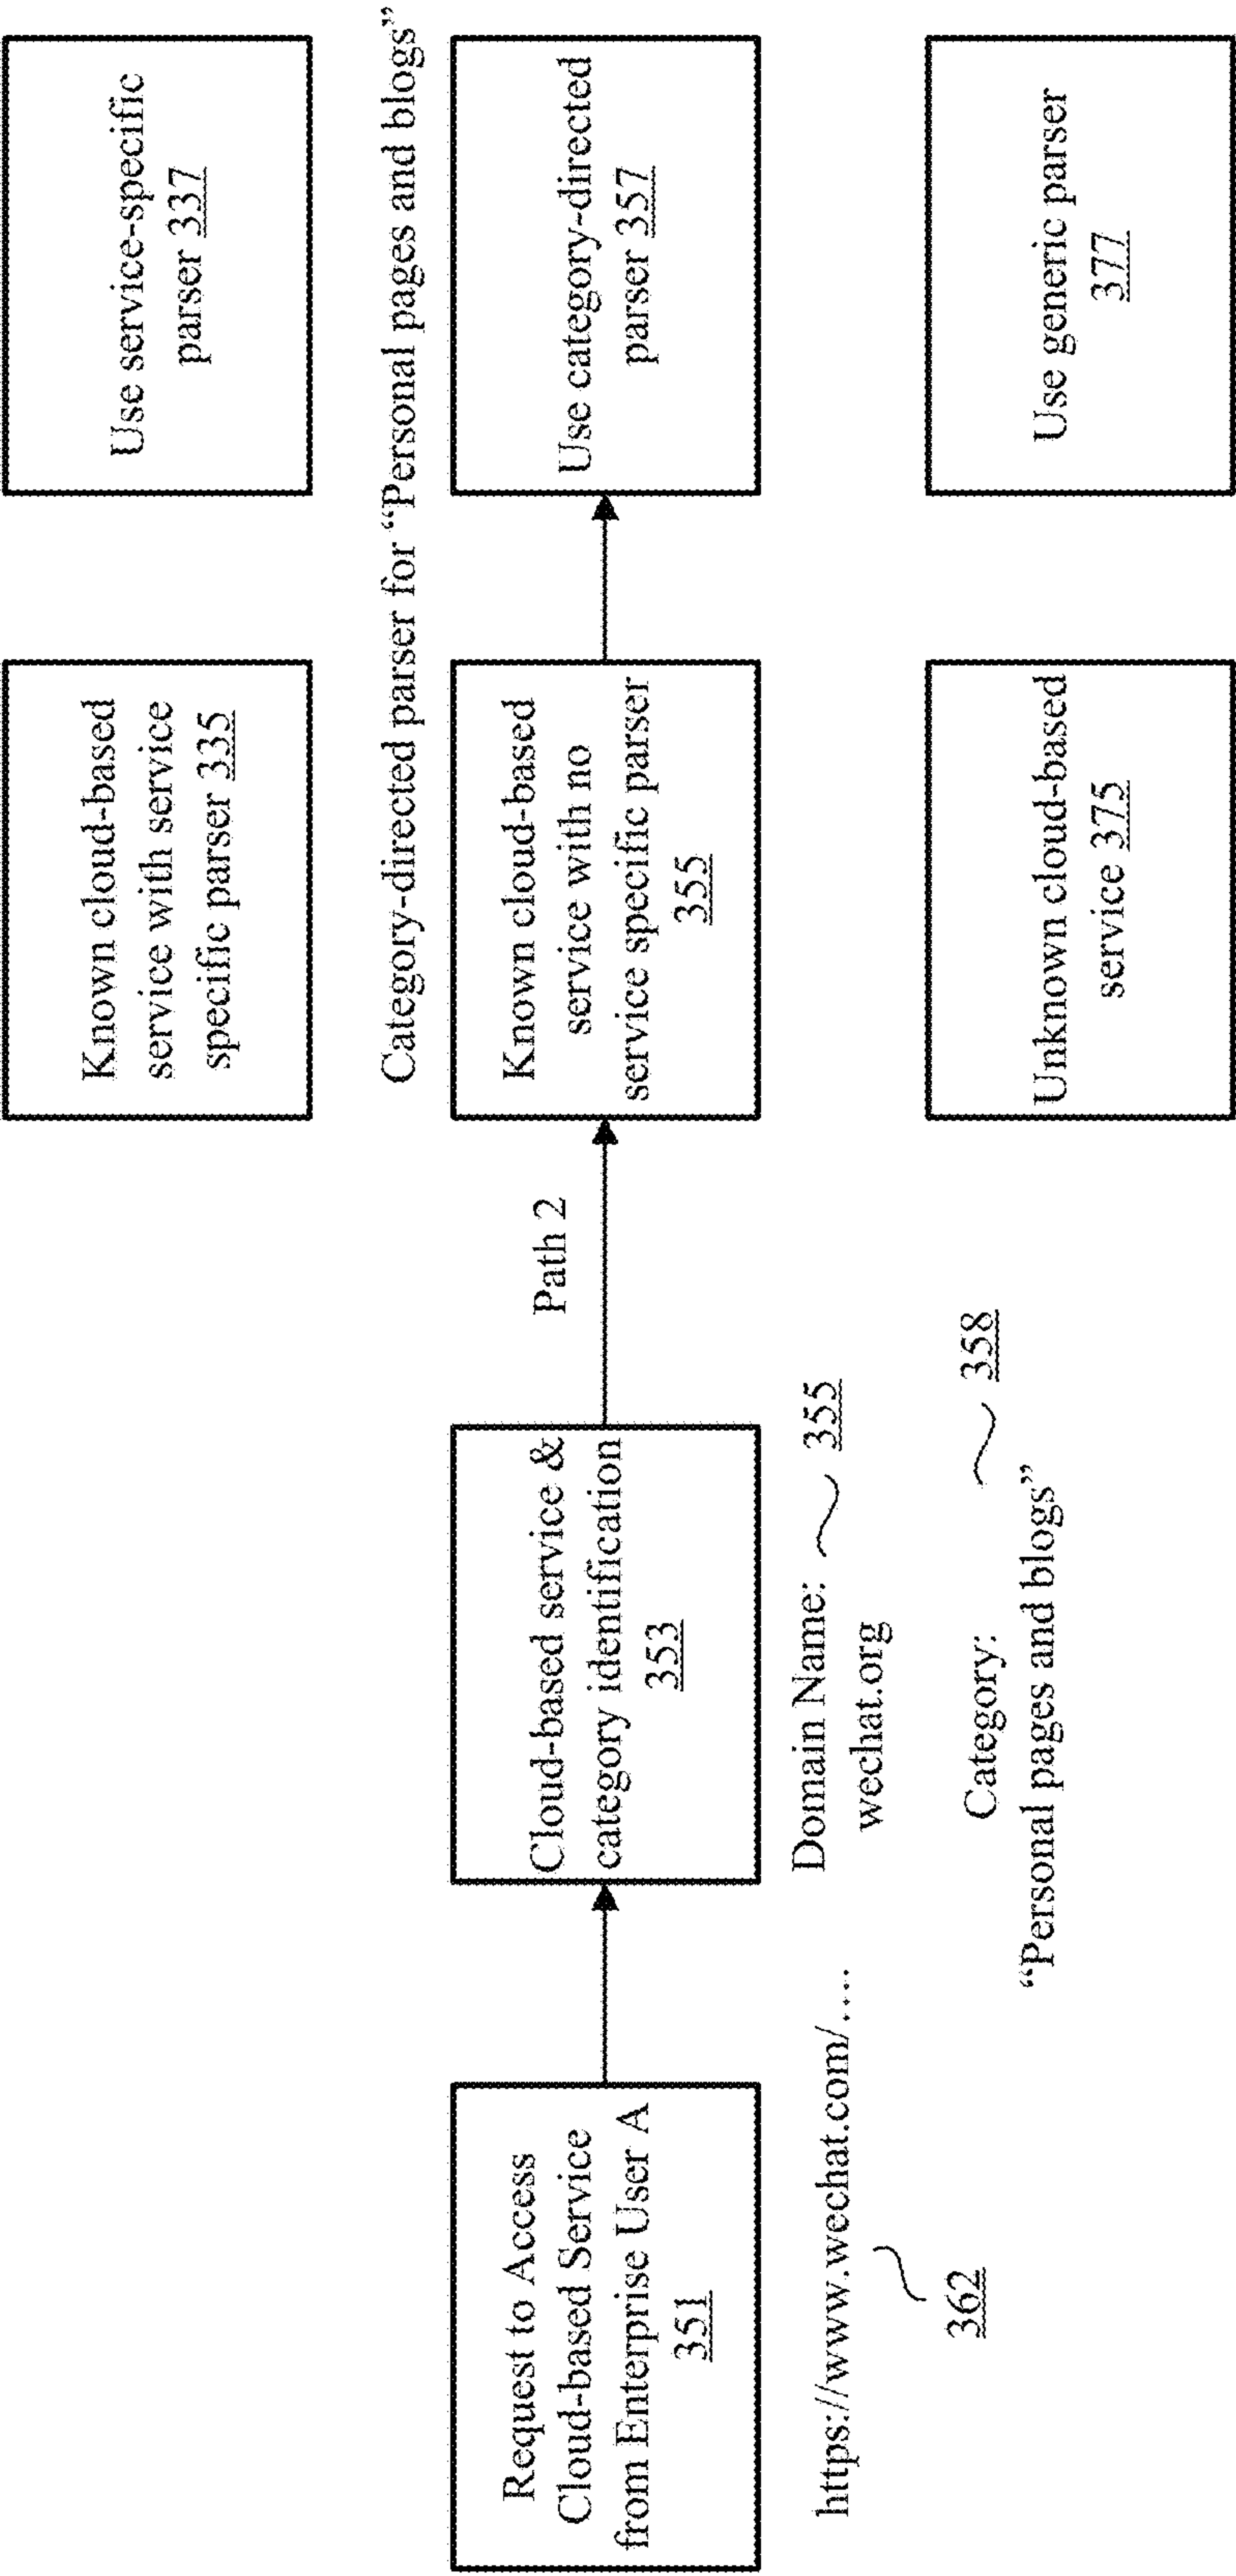 Request to Access
Cloud-based Service
from Enterprise User A
351
https://www.wechat.com/....
362
Cloud-based service &
category identification
353
Domain Name:
355
wechat.org
Category:
358
“Personal pages and blogs”
Path 2
Known cloud-based
service with service
specific parser 335
Category-directed parser for “Personal pages and blogs”
Known cloud-based
service with no
service specific parser
355
Unknown cloud-based
service 375
Use service-specific
parser 337
Use category-directed
parser 357
Use generic parser
377